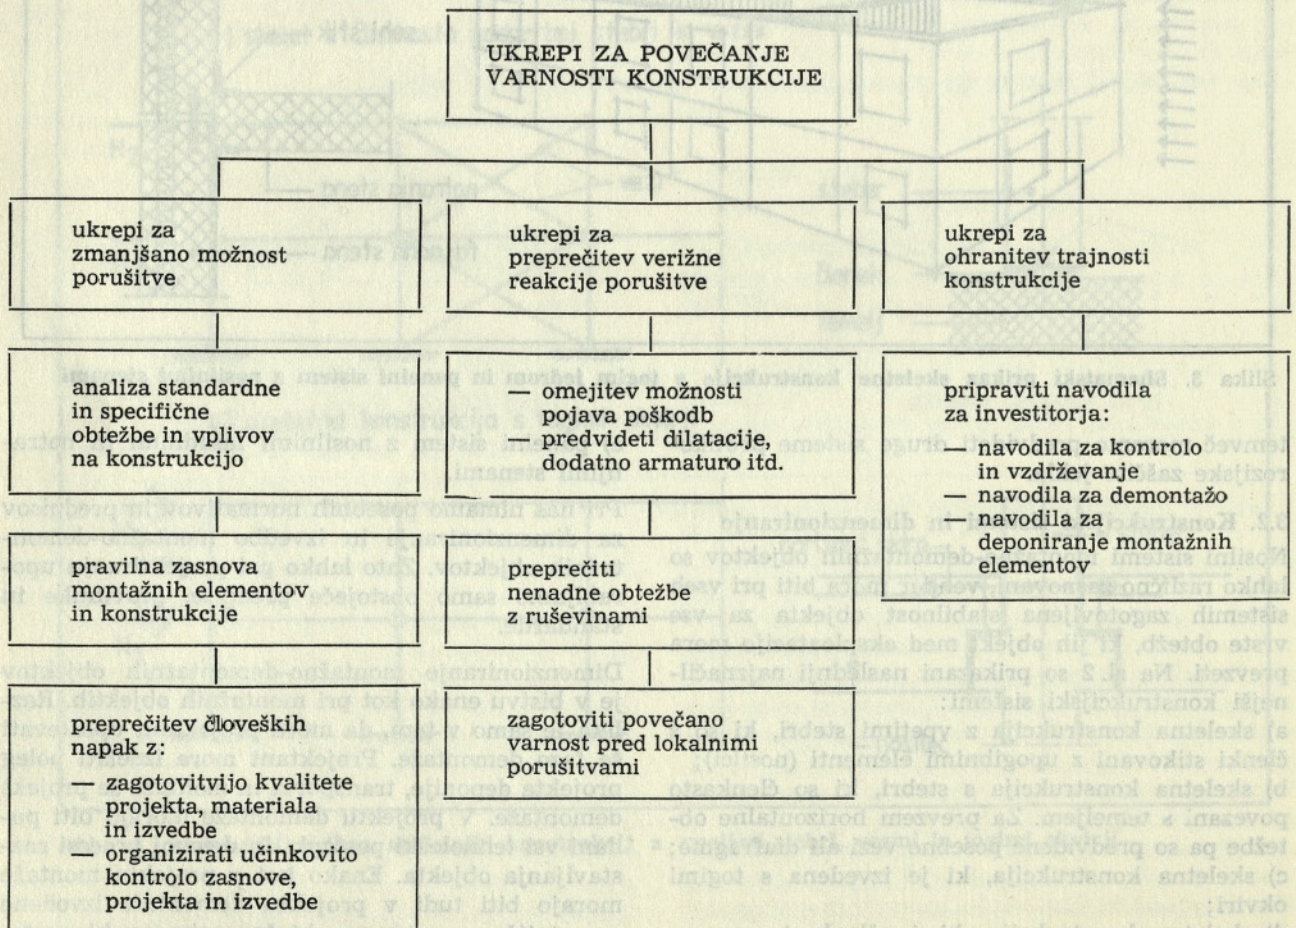 UKREPI ZA POVEČANJE
VARNOSTI KONSTRUKCIJE
ukrepi za
zmanjšano možnost
porušitve
ukrepi za
preprečitev verižne
reakcije porušitve
ukrepi za
ohranitev trajnosti
konstrukcije
analiza standardne
in specifične
obtežbe in vplivov
na konstrukcijo
— omejitev možnosti
pojava poškodb
— predvideti dilatacije,
dodatno armaturo itd.
pripraviti navodila
za investitorja:
— navodila za kontrolo
in vzdrževanje
— navodila za demontažo
— navodila za
deponiranje montažnih
elementov
pravilna zasnova
montažnih elementov
in konstrukcije
preprečiti
nenadne obtežbe
z ruševinami
preprečitev človeških
napak z:
— zagotovitvijo kvalitete
projekta, materiala
in izvedbe
— organizirati učinkovito
kontrolo zasnove,
projekta in izvedbe
zagotoviti povečano
varnost pred lokalnimi
porušitvami